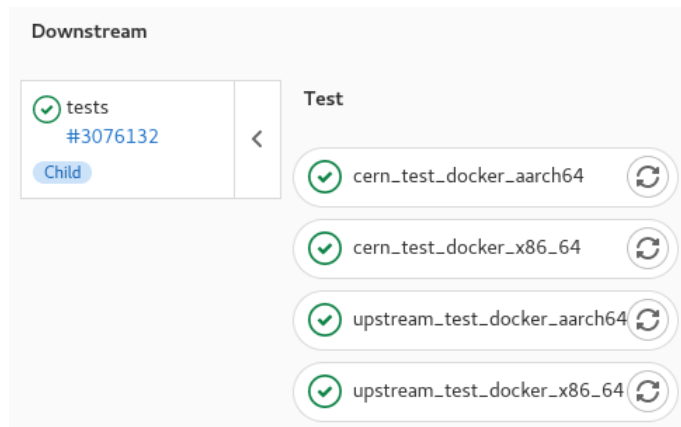 Downstream
tests
#3076132
Child
Test
cern_test_docker_aarch64
cern_test_docker_x86_64
upstream_test_docker_aarch64
upstream_test_docker_x86_64